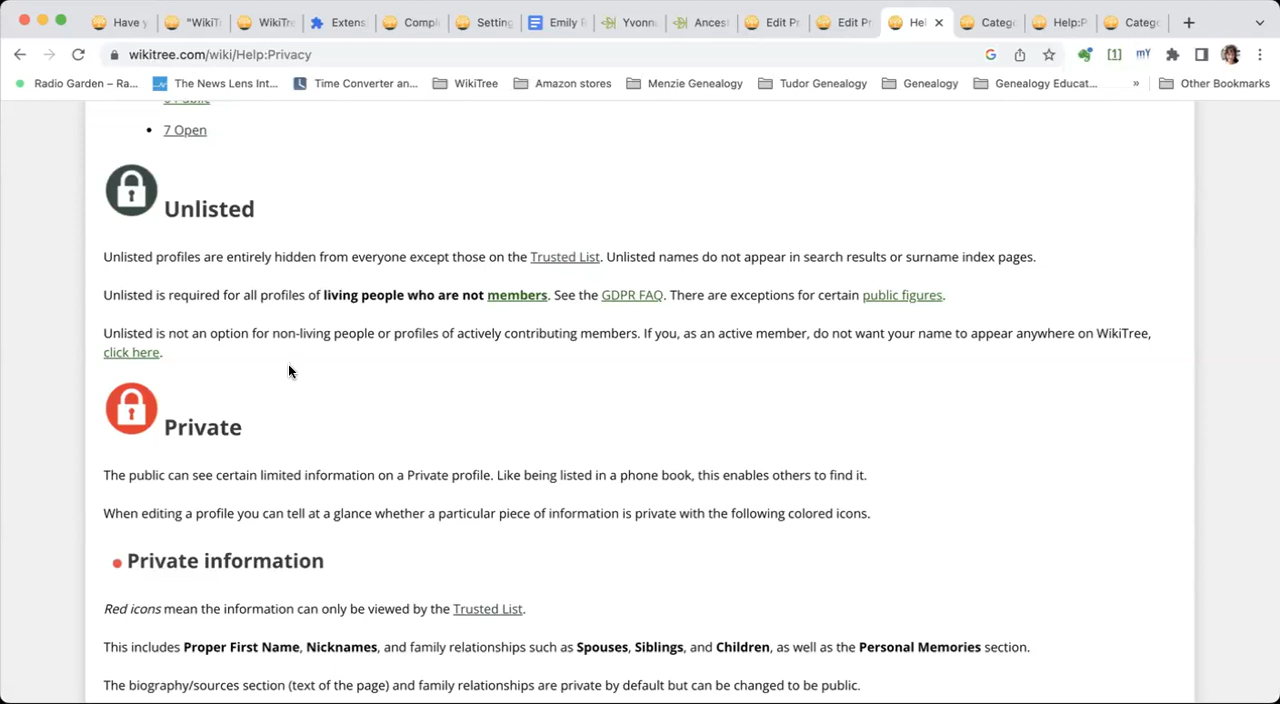 Have y
"WikiTr
WikiTre
Extens
Compl
Setting
Emily E
Yvonn
Ances
Edit Pr
Edit Pr
Hel
Catego
Help:P
Catego
wikitree.com/wiki/Help:Privacy
Radio Garden – Ra...
The News Lens Int...
Time Converter an...
WikiTree
Amazon stores
Menzie Genealogy
Tudor Genealogy
Genealogy
Genealogy Educat...
»
Other Bookmarks
6 Public
• 7 Open
Unlisted
Unlisted profiles are entirely hidden from everyone except those on the Trusted List. Unlisted names do not appear in search results or surname index pages.
Unlisted is required for all profiles of living people who are not members. See the GDPR FAQ. There are exceptions for certain public figures.
Unlisted is not an option for non-living people or profiles of actively contributing members. If you, as an active member, do not want your name to appear anywhere on WikiTree,
click here.
Private
The public can see certain limited information on a Private profile. Like being listed in a phone book, this enables others to find it.
When editing a profile you can tell at a glance whether a particular piece of information is private with the following colored icons.
Private information
Red icons mean the information can only be viewed by the Trusted List.
This includes Proper First Name, Nicknames, and family relationships such as Spouses, Siblings, and Children, as well as the Personal Memories section.
The biography/sources section (text of the page) and family relationships are private by default but can be changed to be public.